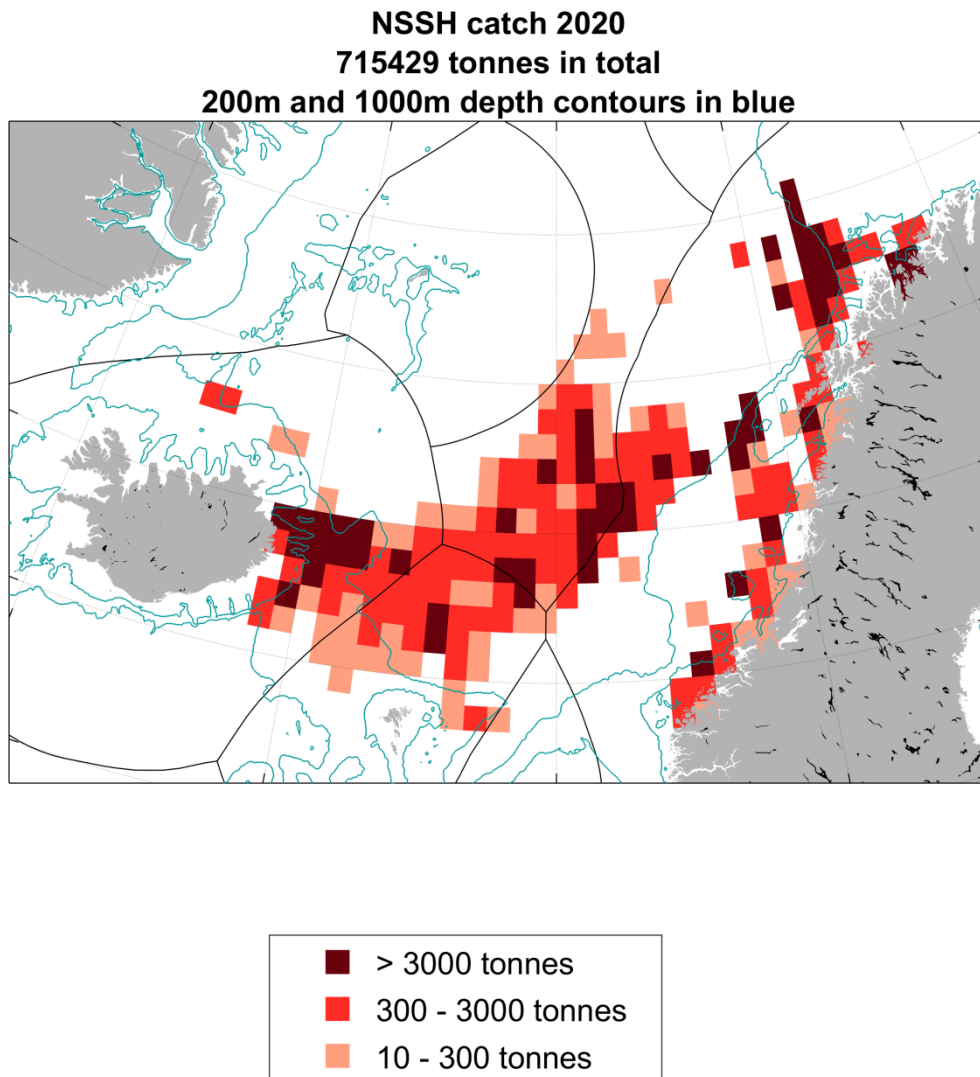 NSSH catch 2020
715429 tonnes in total
200m and 1000m depth contours in blue
> 3000 tonnes
300 - 3000 tonnes
10 - 300 tonnes